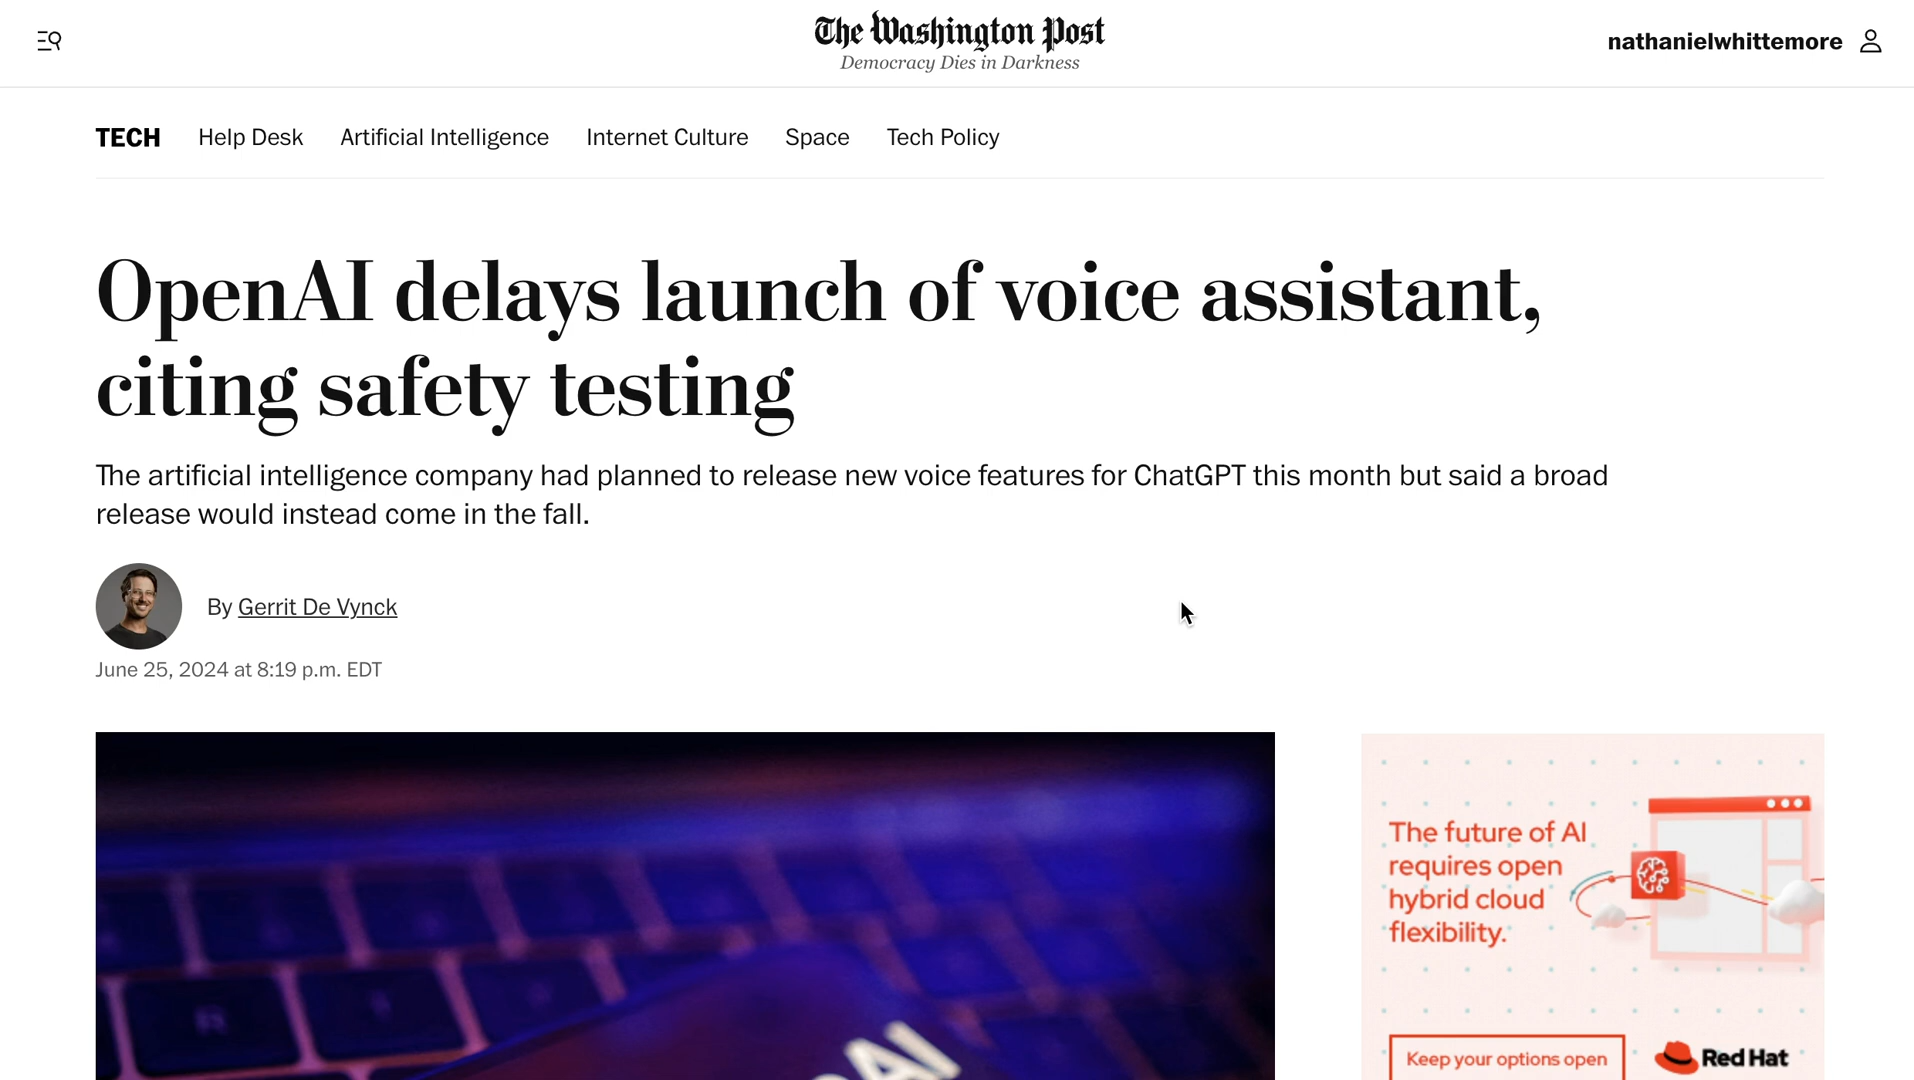 The Washington Post
Democracy Dies in Darkness
nathanielwhittemore
TECH Help Desk Artificial Intelligence Internet Culture Space Tech Policy
OpenAI delays launch of voice assistant,
citing safety testing
The artificial intelligence company had planned to release new voice features for ChatGPT this month but said a broad
release would instead come in the fall.
By Gerrit De Vynck
June 25, 2024 at 8:19 p.m. EDT
AI
The future of AI
requires open
hybrid cloud
flexibility.
Keep your options open
Red Hat